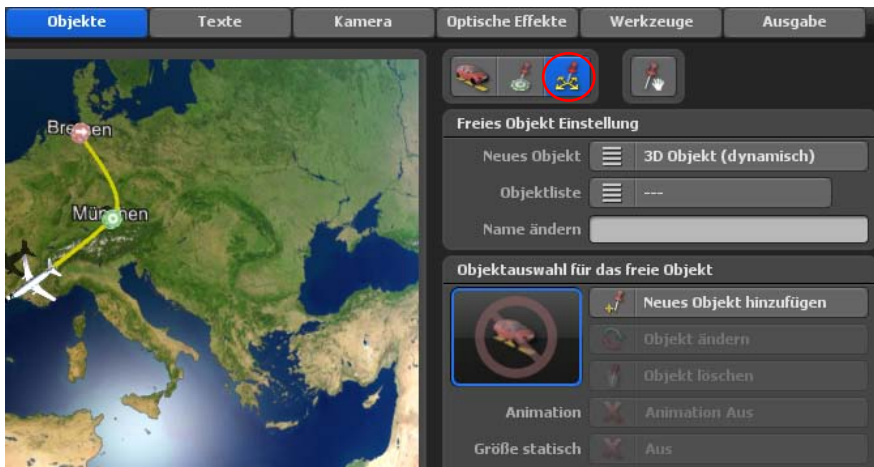 Objekte Texte Kamera Optische Effekte Werkzeuge Ausgabe
Bremen
München
Freies Objekt Einstellung
Neues Objekt 3D Objekt (dynamisch)
Objektliste ---
Name ändern
Objektauswahl für das freie Objekt
Neues Objekt hinzufügen
Objekt ändern
Objekt löschen
Animation Animation Aus
Größe statisch Aus